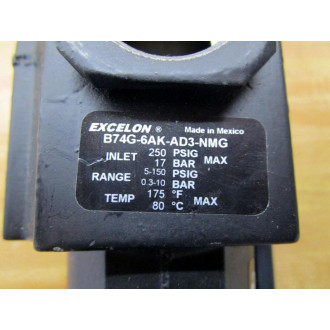 EXCELON ® Made in Mexico
B74G-6AK-AD3-NMG
INLET 250 PSIG MAX
17 BAR
RANGE 5-150 PSIG
0.3-10 BAR
TEMP 175 °F MAX
80 °C